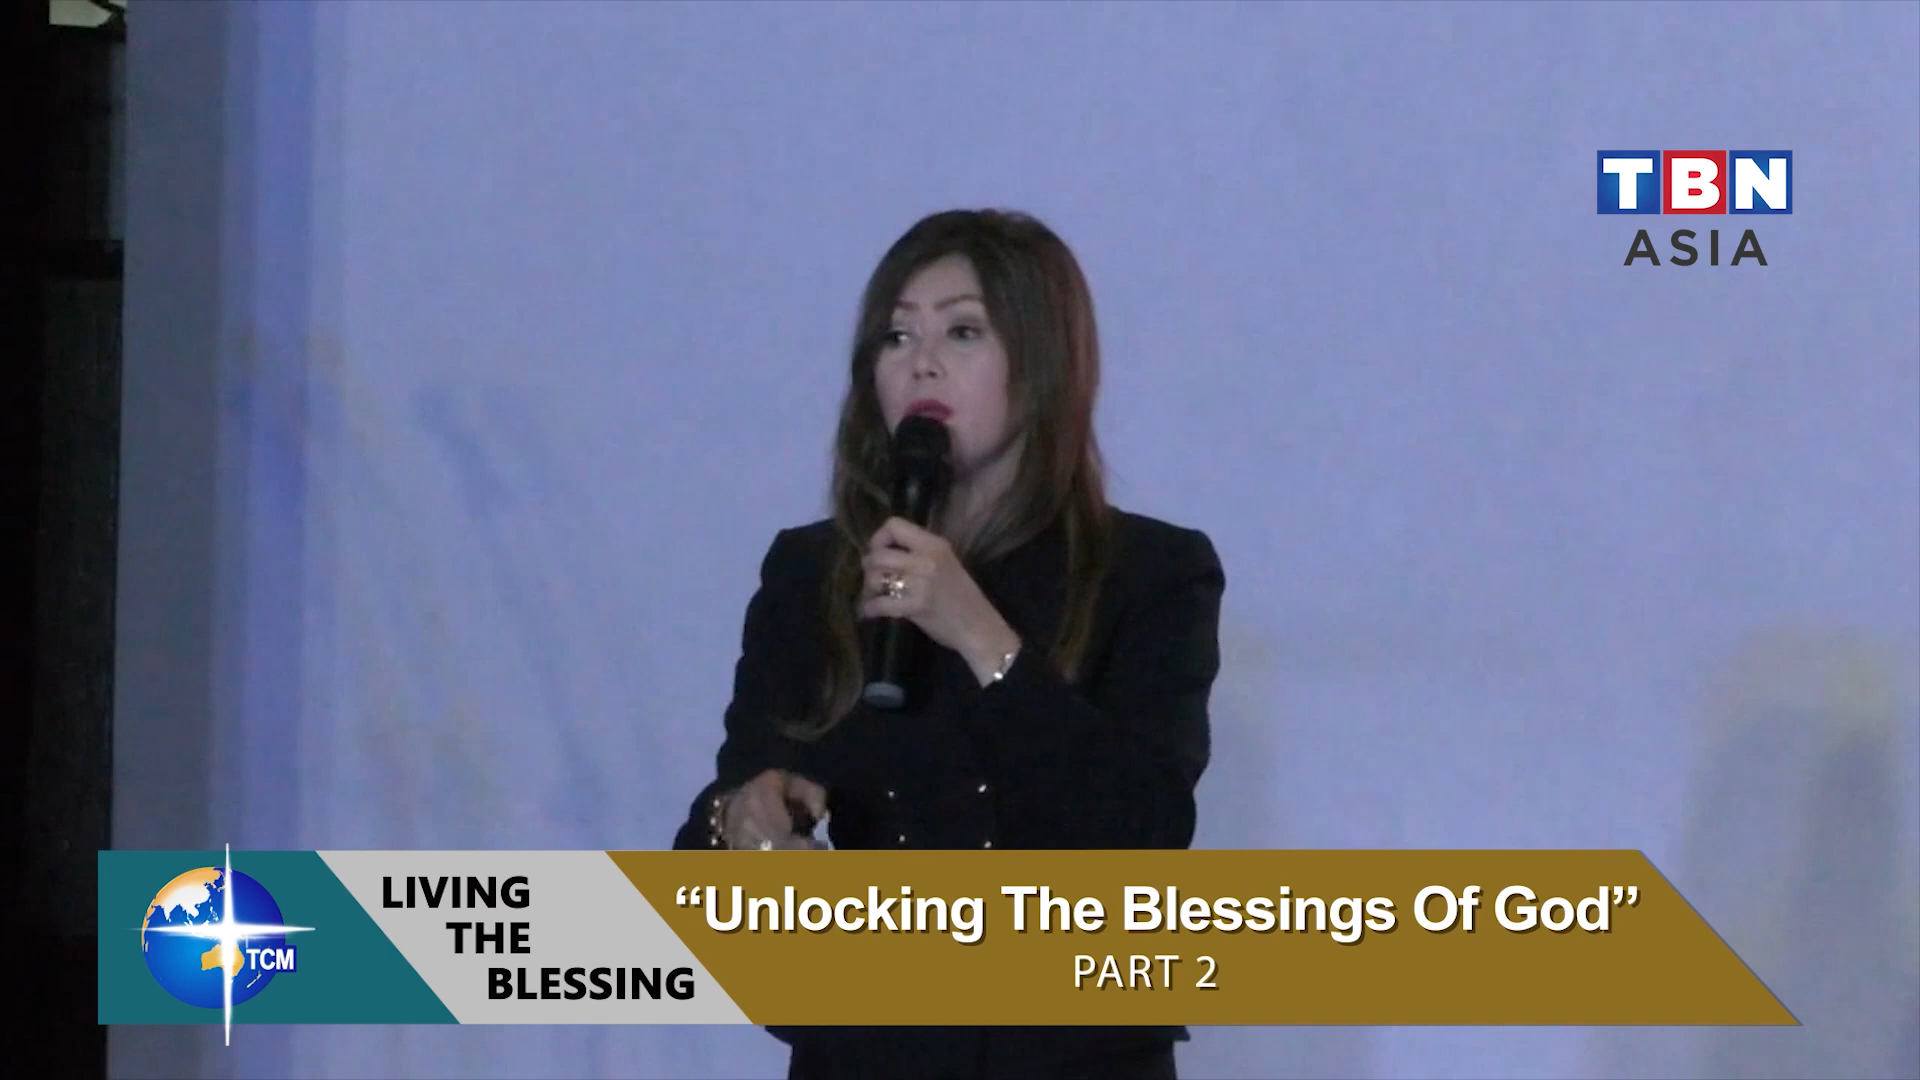 TBN
ASIA
TCM
LIVING
THE
BLESSING
“Unlocking The Blessings Of God”
PART 2